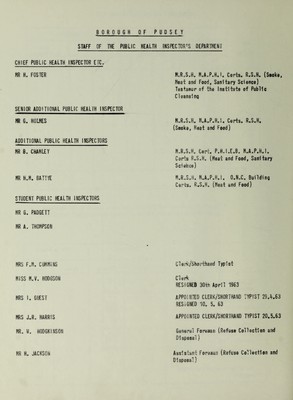 BOROUGH OF PUDSEY
STAFF OF THE PUBLIC HEALTH INSPECTOR'S DEPARTMENT
CHIEF PUBLIC HEALTH INSPECTOR ETC.
MR H. FOSTER M.R.S.H. M.A.P.H.I. Certs. R.S.H. (Smoke,
Meat and Food, Sanitary Science)
Testamur of the Institute of Public
Cleansing
SENIOR ADDITIONAL PUBLIC HEALTH INSPECTOR
MR G. HOLMES M.R.S.H. M.A.P.H.I. Certs. R.S.H.
(Smoke, Meat and Food)
ADDITIONAL PUBLIC HEALTH INSPECTORS
MR B. CHARLEY M.R.S.H. Cert. P.H.I.E.B. M.A.P.H.I.
Certs R.S.H. (Meat and Food, Sanitary
Science)
MR H.M. BATTYE M.R.S.H. M.A.P.H.I. O.N.C. Building
Certs. R.S.H. (Meat and Food)
STUDENT PUBLIC HEALTH INSPECTORS
MR G. PADGETT
MR A. THOMPSON
MRS F.M. CUMMINS Clerk/Shorthand Typist
MISS M.V. HODGSON Clerk
RESIGNED 30th April 1963
MRS I. GUEST APPOINTED CLERK/SHORTHAND TYPIST 29.4.63
RESIGNED 10. 5. 63
MRS J.R. HARRIS APPOINTED CLERK/SHORTHAND TYPIST 20.5.63
MR. W. HODGKINSON General Foreman (Refuse Collection and
Disposal)
MR H. JACKSON Assistant Foreman (Refuse Collection and
Disposal)